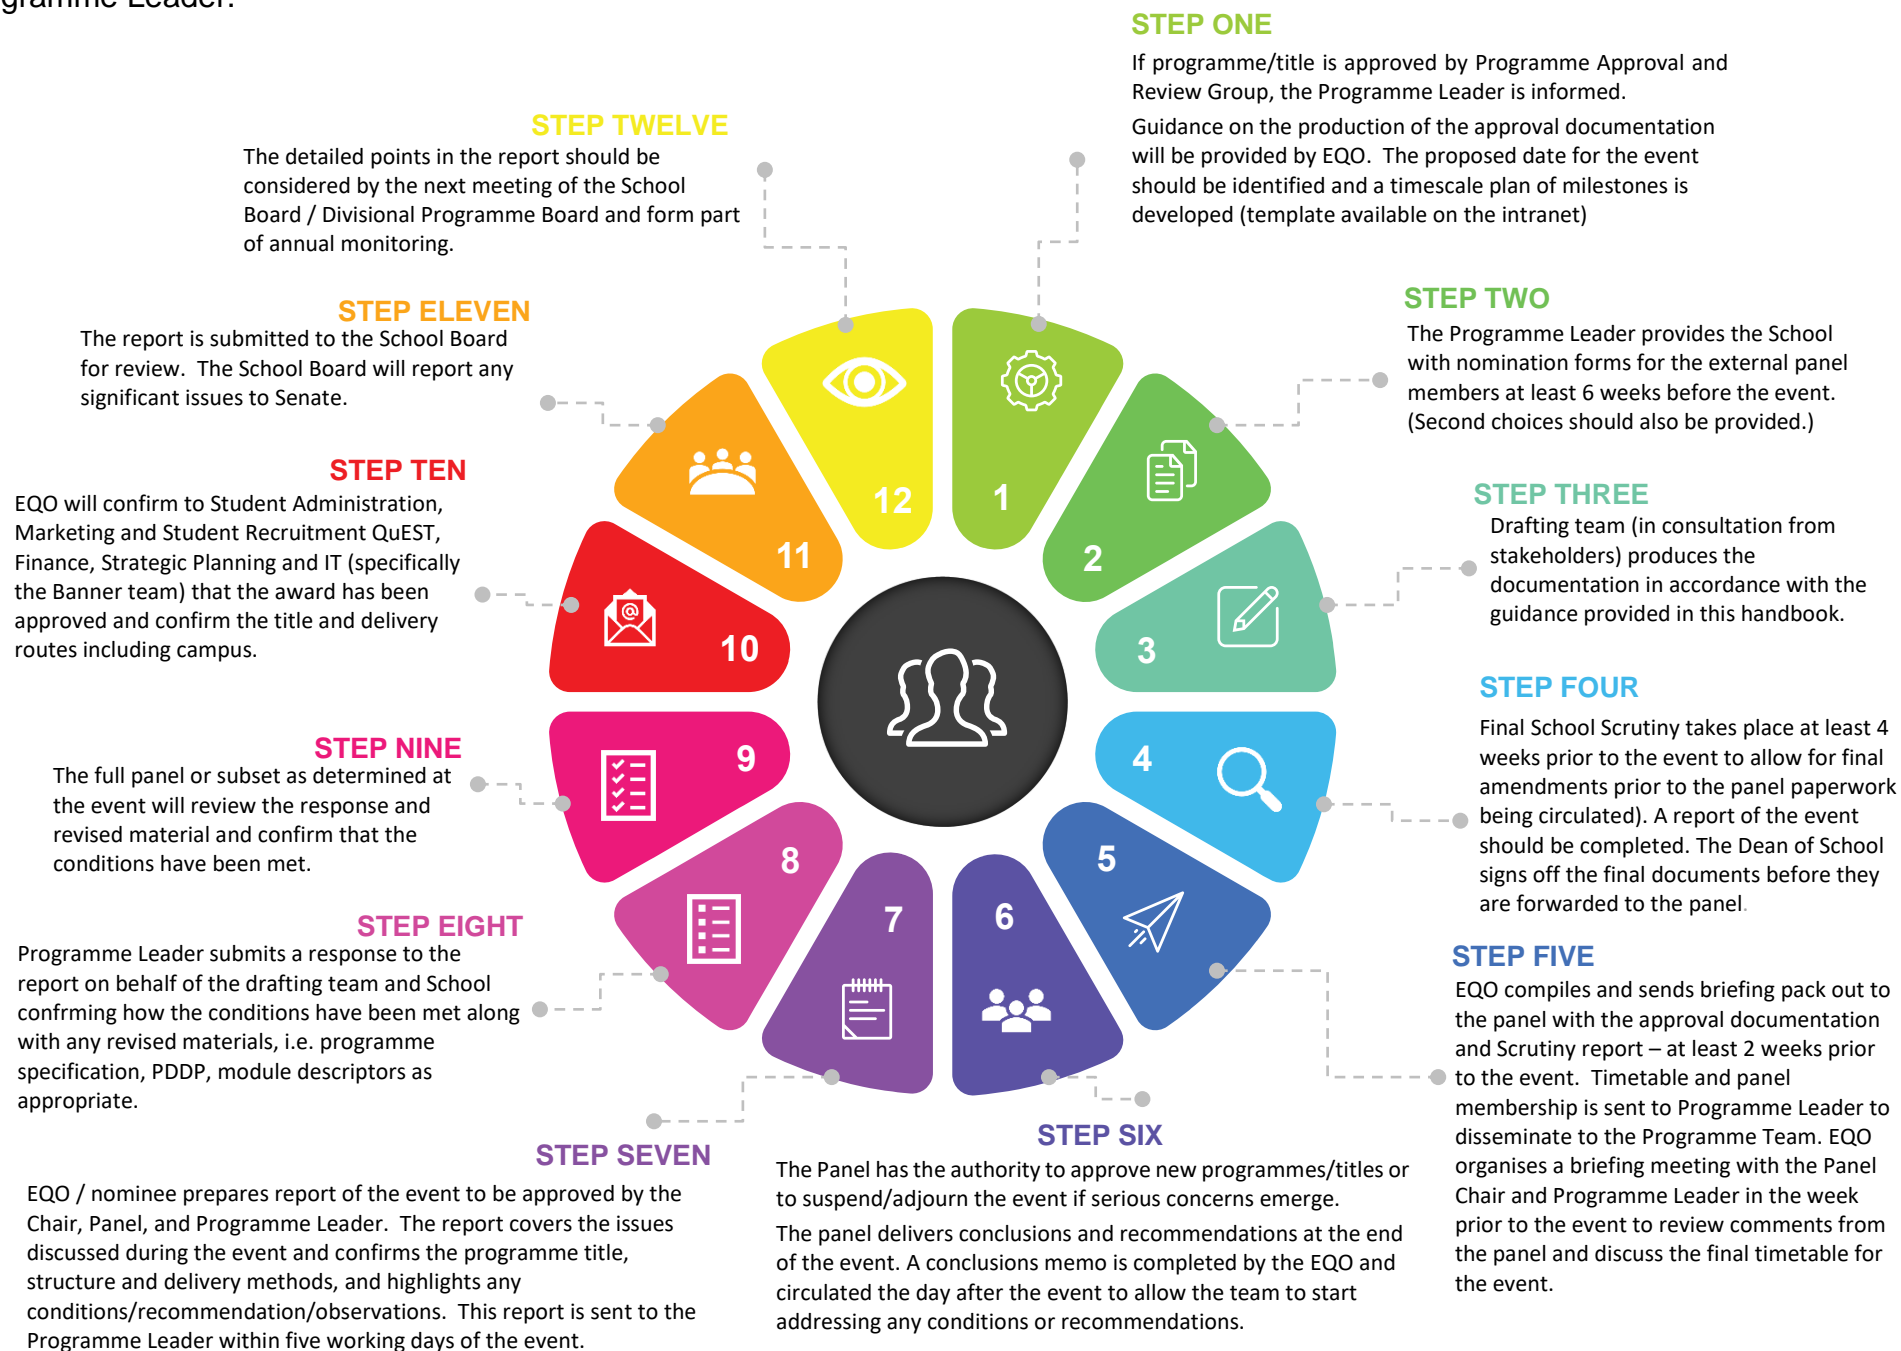 gramme Leader.
STEP ONE
If programme/title is approved by Programme Approval and
Review Group, the Programme Leader is informed.
Guidance on the production of the approval documentation
will be provided by EQO.  The proposed date for the event
should be identified and a timescale plan of milestones is
developed (template available on the intranet)
STEP TWO
The Programme Leader provides the School
with nomination forms for the external panel
members at least 6 weeks before the event.
(Second choices should also be provided.)
STEP THREE
Drafting team (in consultation from
stakeholders) produces the
documentation in accordance with the
guidance provided in this handbook.
STEP FOUR
Final School Scrutiny takes place at least 4
weeks prior to the event to allow for final
amendments prior to the panel paperwork
being circulated). A report of the event
should be completed. The Dean of School
signs off the final documents before they
are forwarded to the panel.
STEP FIVE
EQO compiles and sends briefing pack out to
the panel with the approval documentation
and Scrutiny report – at least 2 weeks prior
to the event.  Timetable and panel
membership is sent to Programme Leader to
disseminate to the Programme Team. EQO
organises a briefing meeting with the Panel
Chair and Programme Leader in the week
prior to the event to review comments from
the panel and discuss the final timetable for
the event.
STEP SIX
The Panel has the authority to approve new programmes/titles or
to suspend/adjourn the event if serious concerns emerge.
The panel delivers conclusions and recommendations at the end
of the event. A conclusions memo is completed by the EQO and
circulated the day after the event to allow the team to start
addressing any conditions or recommendations.
STEP SEVEN
EQO / nominee prepares report of the event to be approved by the
Chair, Panel, and Programme Leader.  The report covers the issues
discussed during the event and confirms the programme title,
structure and delivery methods, and highlights any
conditions/recommendation/observations.  This report is sent to the
Programme Leader within five working days of the event.
STEP EIGHT
Programme Leader submits a response to the
report on behalf of the drafting team and School
confrming how the conditions have been met along
with any revised materials, i.e. programme
specification, PDDP, module descriptors as
appropriate.
STEP NINE
The full panel or subset as determined at
the event will review the response and
revised material and confirm that the
conditions have been met.
STEP TEN
EQO will confirm to Student Administration,
Marketing and Student Recruitment QuEST,
Finance, Strategic Planning and IT (specifically
the Banner team) that the award has been
approved and confirm the title and delivery
routes including campus.
STEP ELEVEN
The report is submitted to the School Board
for review.  The School Board will report any
significant issues to Senate.
STEP TWELVE
The detailed points in the report should be
considered by the next meeting of the School
Board / Divisional Programme Board and form part
of annual monitoring.
1
2
3
4
5
6
7
8
9
10
@
11
12